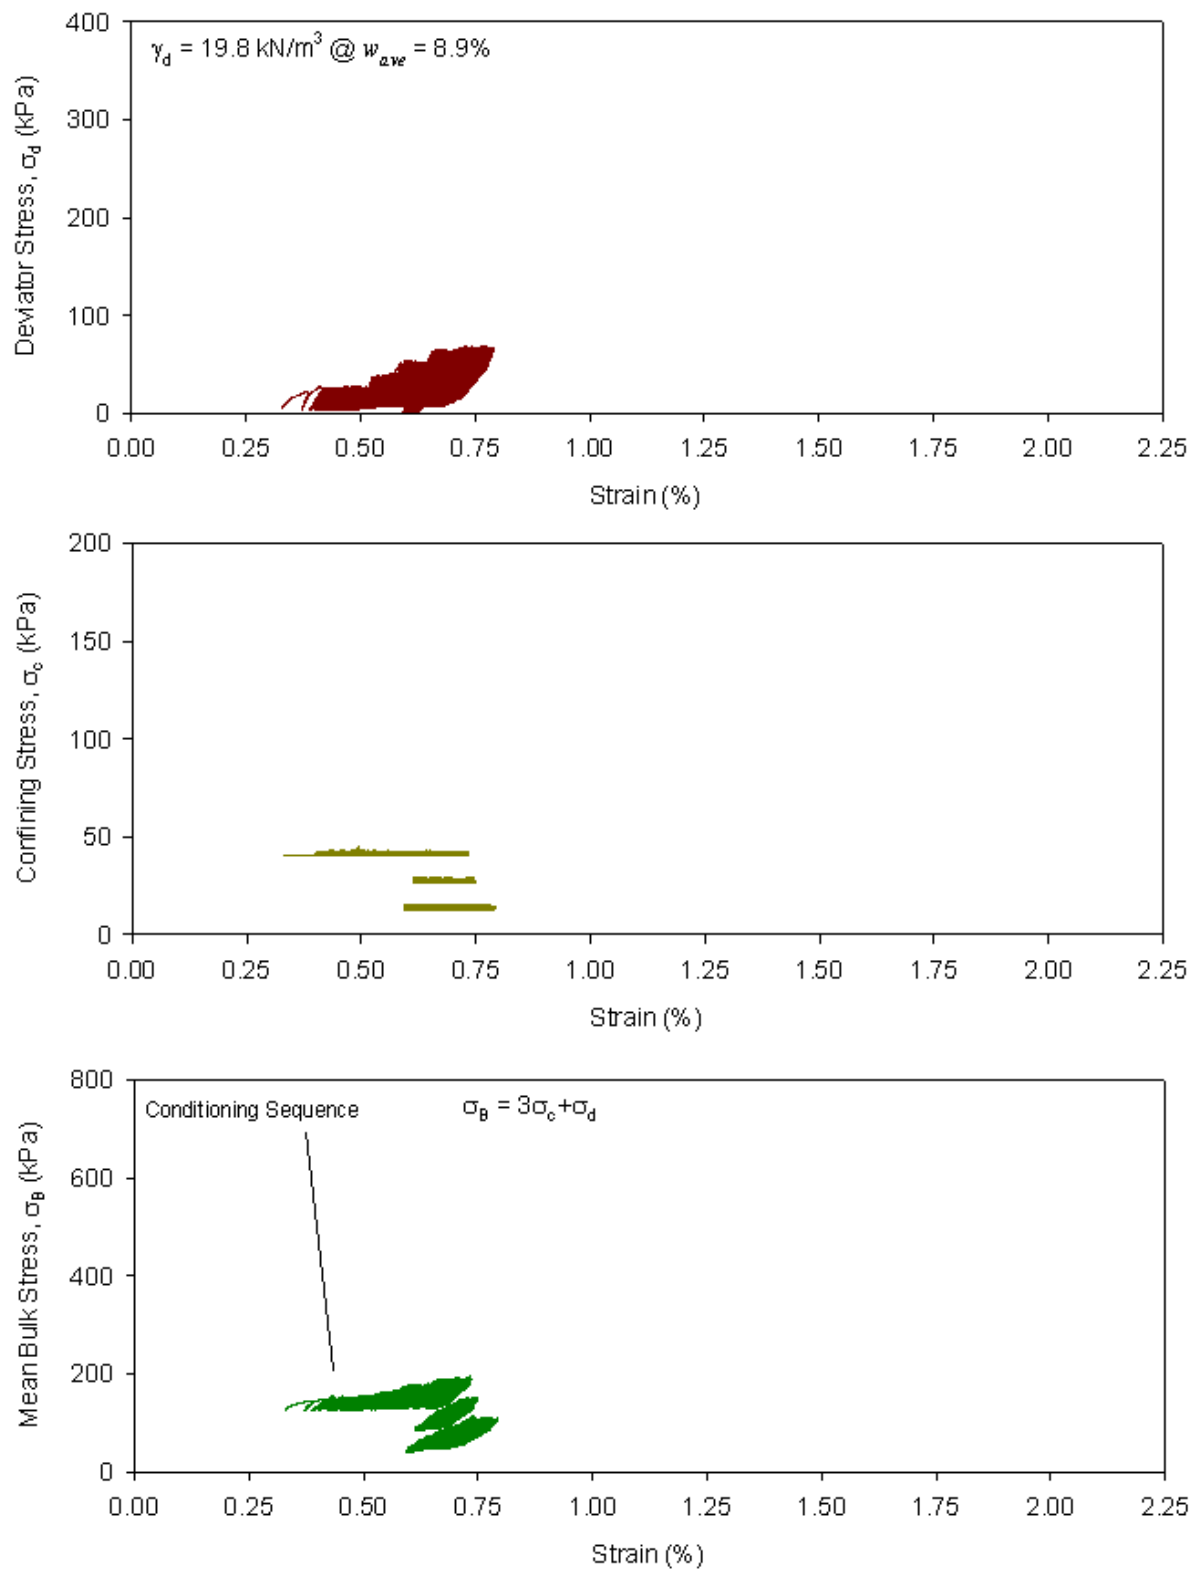 γd = 19.8 kN/m³ @ wave = 8.9%
Deviator Stress, σd (kPa)
400
300
200
100
0
0.00 0.25 0.50 0.75 1.00 1.25 1.50 1.75 2.00 2.25
Strain (%)
Confining Stress, σc (kPa)
200
150
100
50
0
0.00 0.25 0.50 0.75 1.00 1.25 1.50 1.75 2.00 2.25
Strain (%)
Mean Bulk Stress, σB (kPa)
800
Conditioning Sequence σB = 3σc+σd
600
400
200
0
0.00 0.25 0.50 0.75 1.00 1.25 1.50 1.75 2.00 2.25
Strain (%)